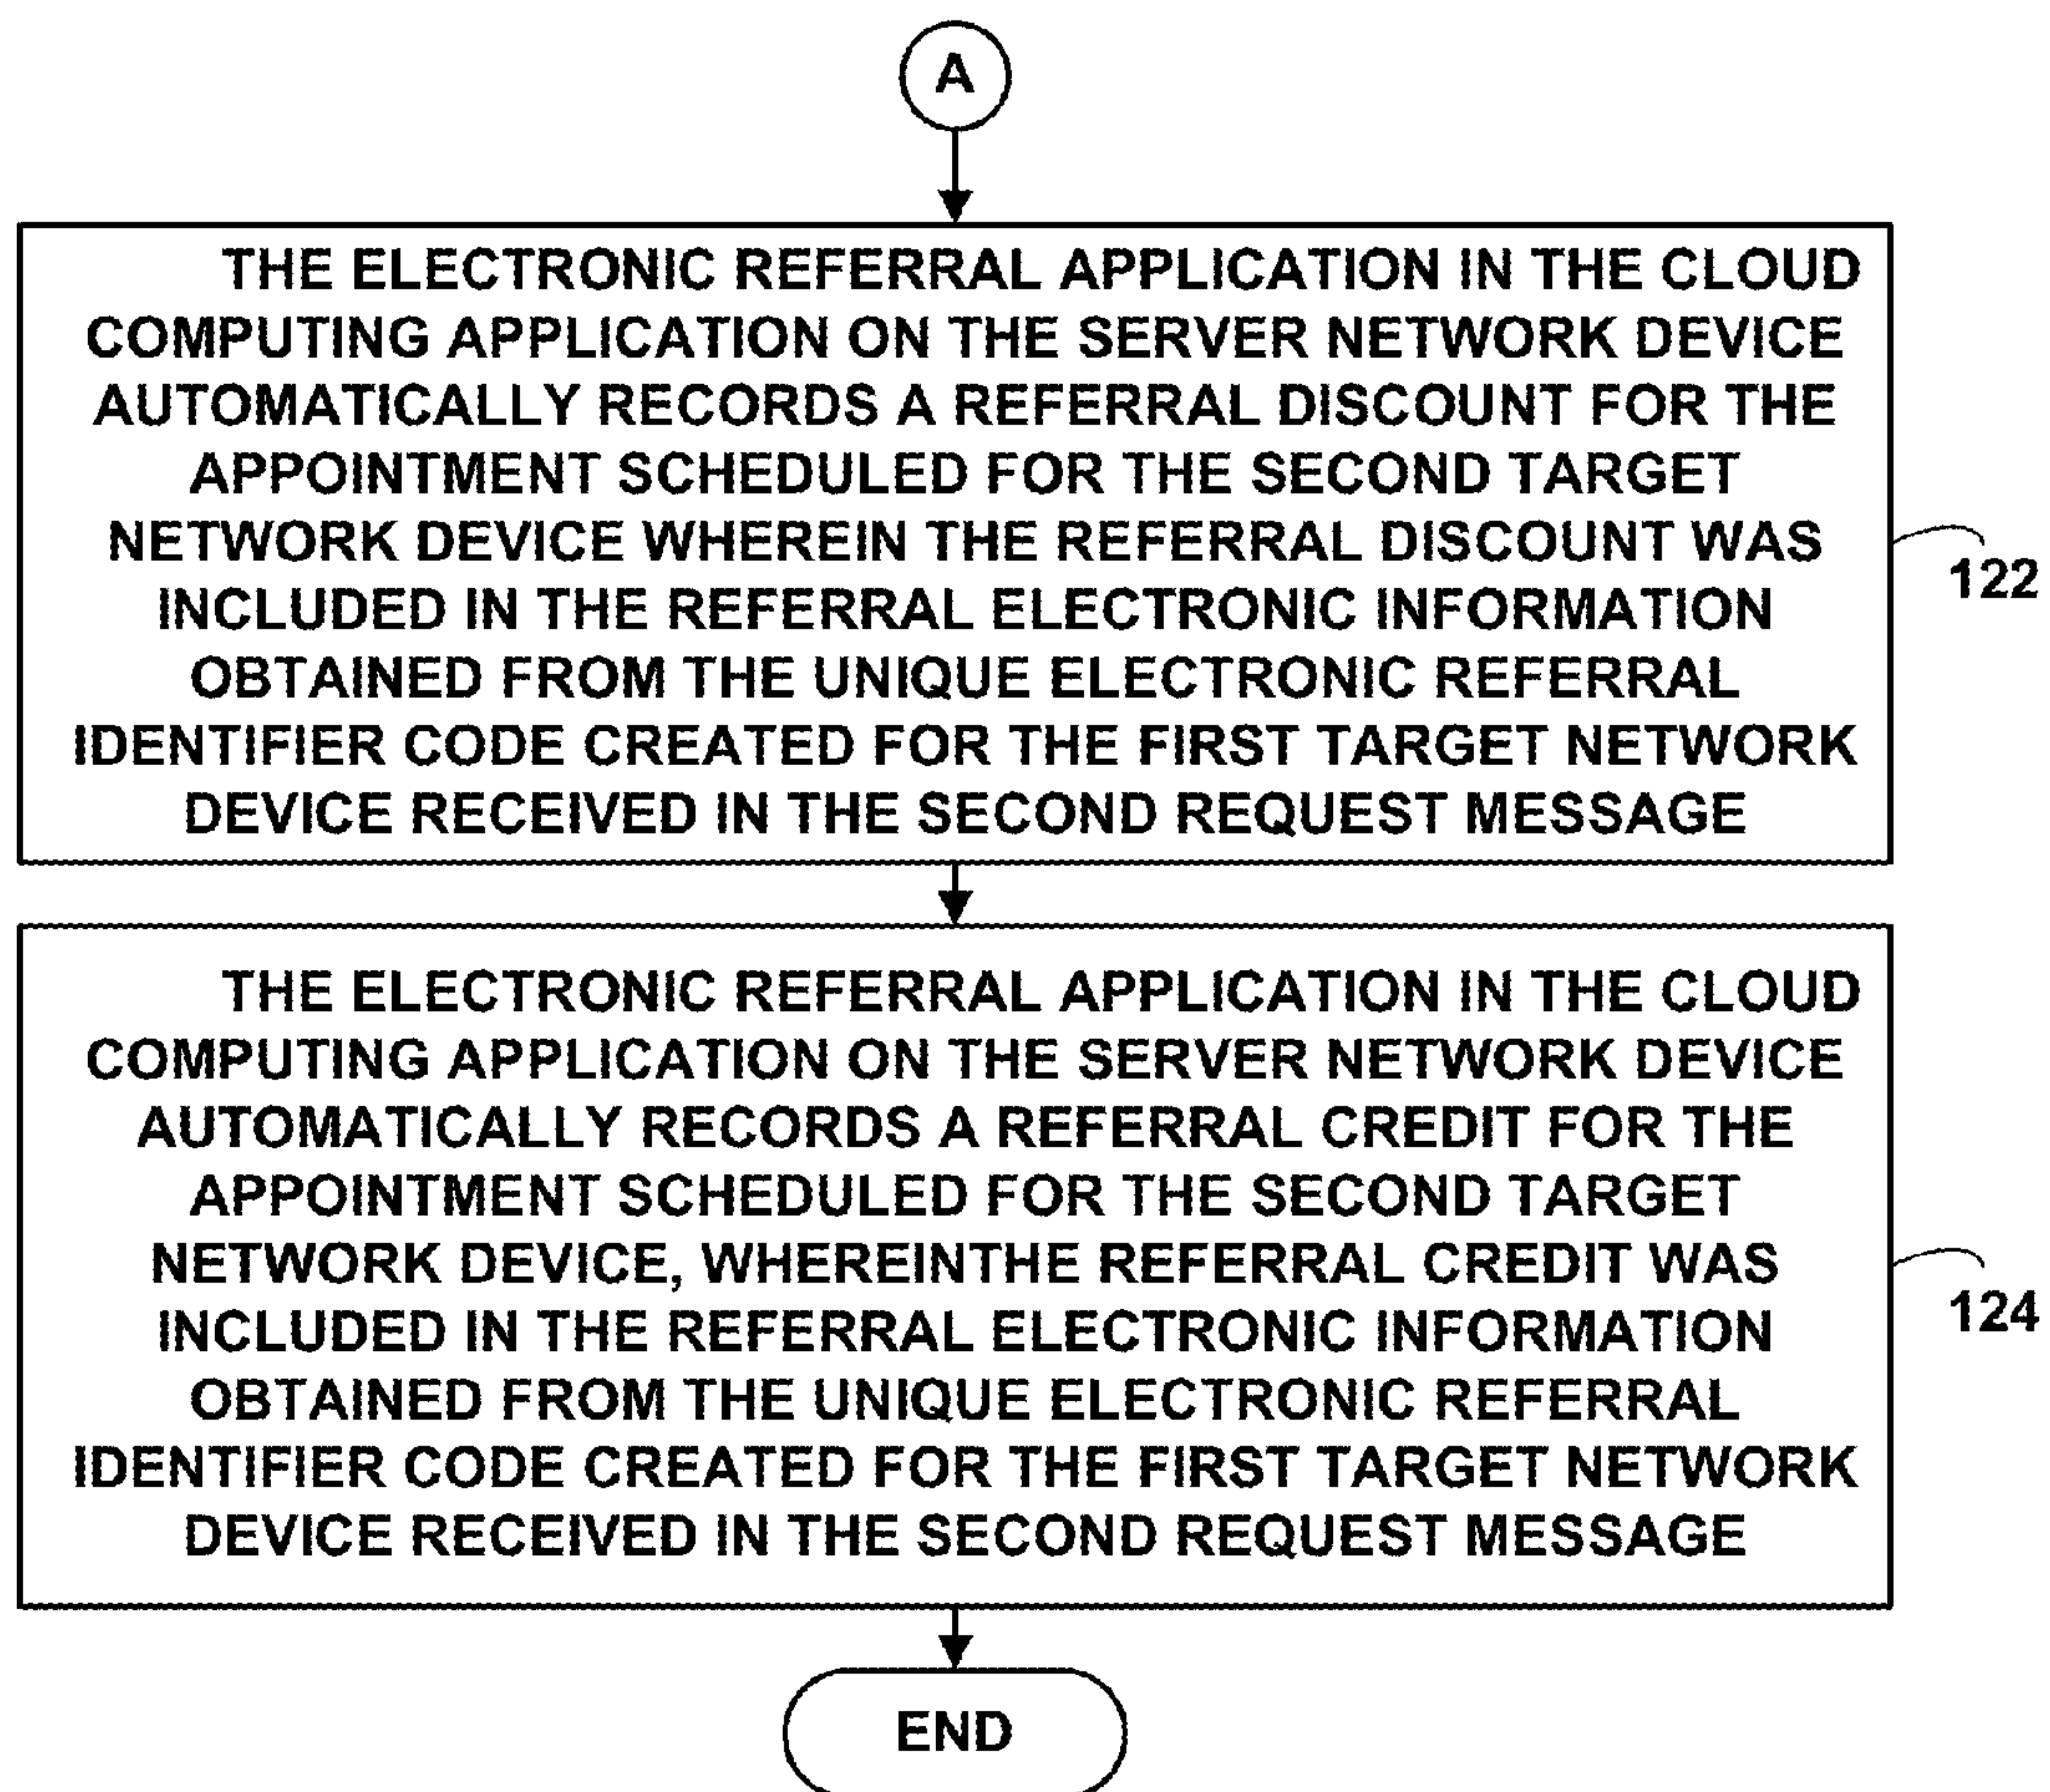 A
THE ELECTRONIC REFERRAL APPLICATION IN THE CLOUD
COMPUTING APPLICATION ON THE SERVER NETWORK DEVICE
AUTOMATICALLY RECORDS A REFERRAL DISCOUNT FOR THE
APPOINTMENT SCHEDULED FOR THE SECOND TARGET
NETWORK DEVICE WHEREIN THE REFERRAL DISCOUNT WAS
INCLUDED IN THE REFERRAL ELECTRONIC INFORMATION
OBTAINED FROM THE UNIQUE ELECTRONIC REFERRAL
IDENTIFIER CODE CREATED FOR THE FIRST TARGET NETWORK
DEVICE RECEIVED IN THE SECOND REQUEST MESSAGE
122
THE ELECTRONIC REFERRAL APPLICATION IN THE CLOUD
COMPUTING APPLICATION ON THE SERVER NETWORK DEVICE
AUTOMATICALLY RECORDS A REFERRAL CREDIT FOR THE
APPOINTMENT SCHEDULED FOR THE SECOND TARGET
NETWORK DEVICE, WHEREINTHE REFERRAL CREDIT WAS
INCLUDED IN THE REFERRAL ELECTRONIC INFORMATION
OBTAINED FROM THE UNIQUE ELECTRONIC REFERRAL
IDENTIFIER CODE CREATED FOR THE FIRST TARGET NETWORK
DEVICE RECEIVED IN THE SECOND REQUEST MESSAGE
124
END